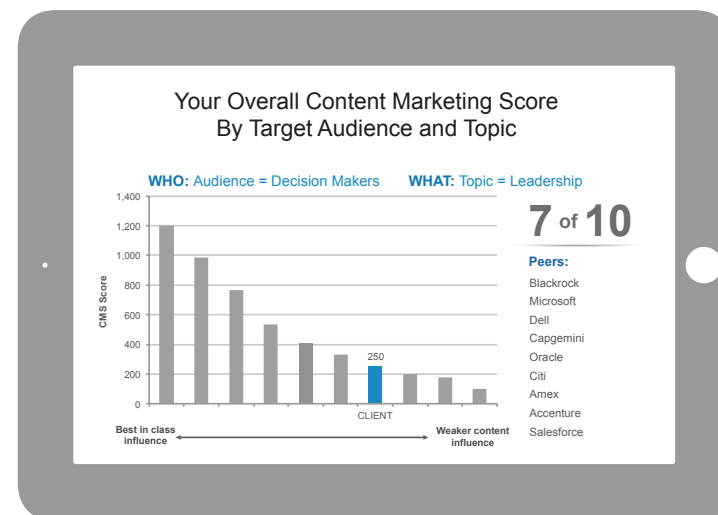 Your Overall Content Marketing Score
By Target Audience and Topic
WHO: Audience = Decision Makers
WHAT: Topic = Leadership
CMS Score
1,400
1,200
1,000
800
600
400
200
0
250
CLIENT
Best in class
influence
Weaker content
influence
7 of 10
Peers:
Blackrock
Microsoft
Dell
Capgemini
Oracle
Citi
Amex
Accenture
Salesforce